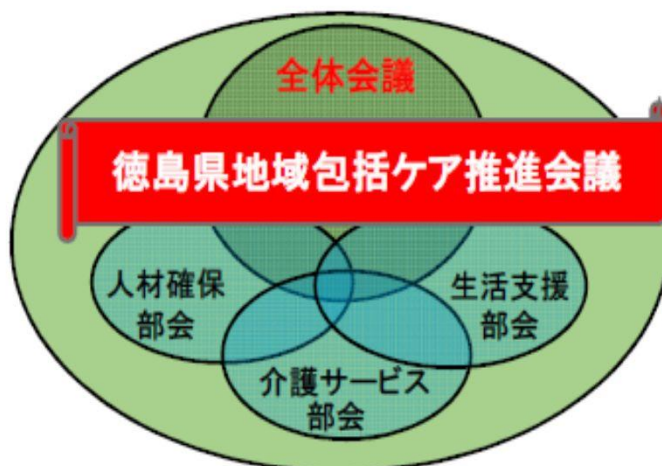 全体会議
徳島県地域包括ケア推進会議
人材確保
部会
生活支援
部会
介護サービス
部会